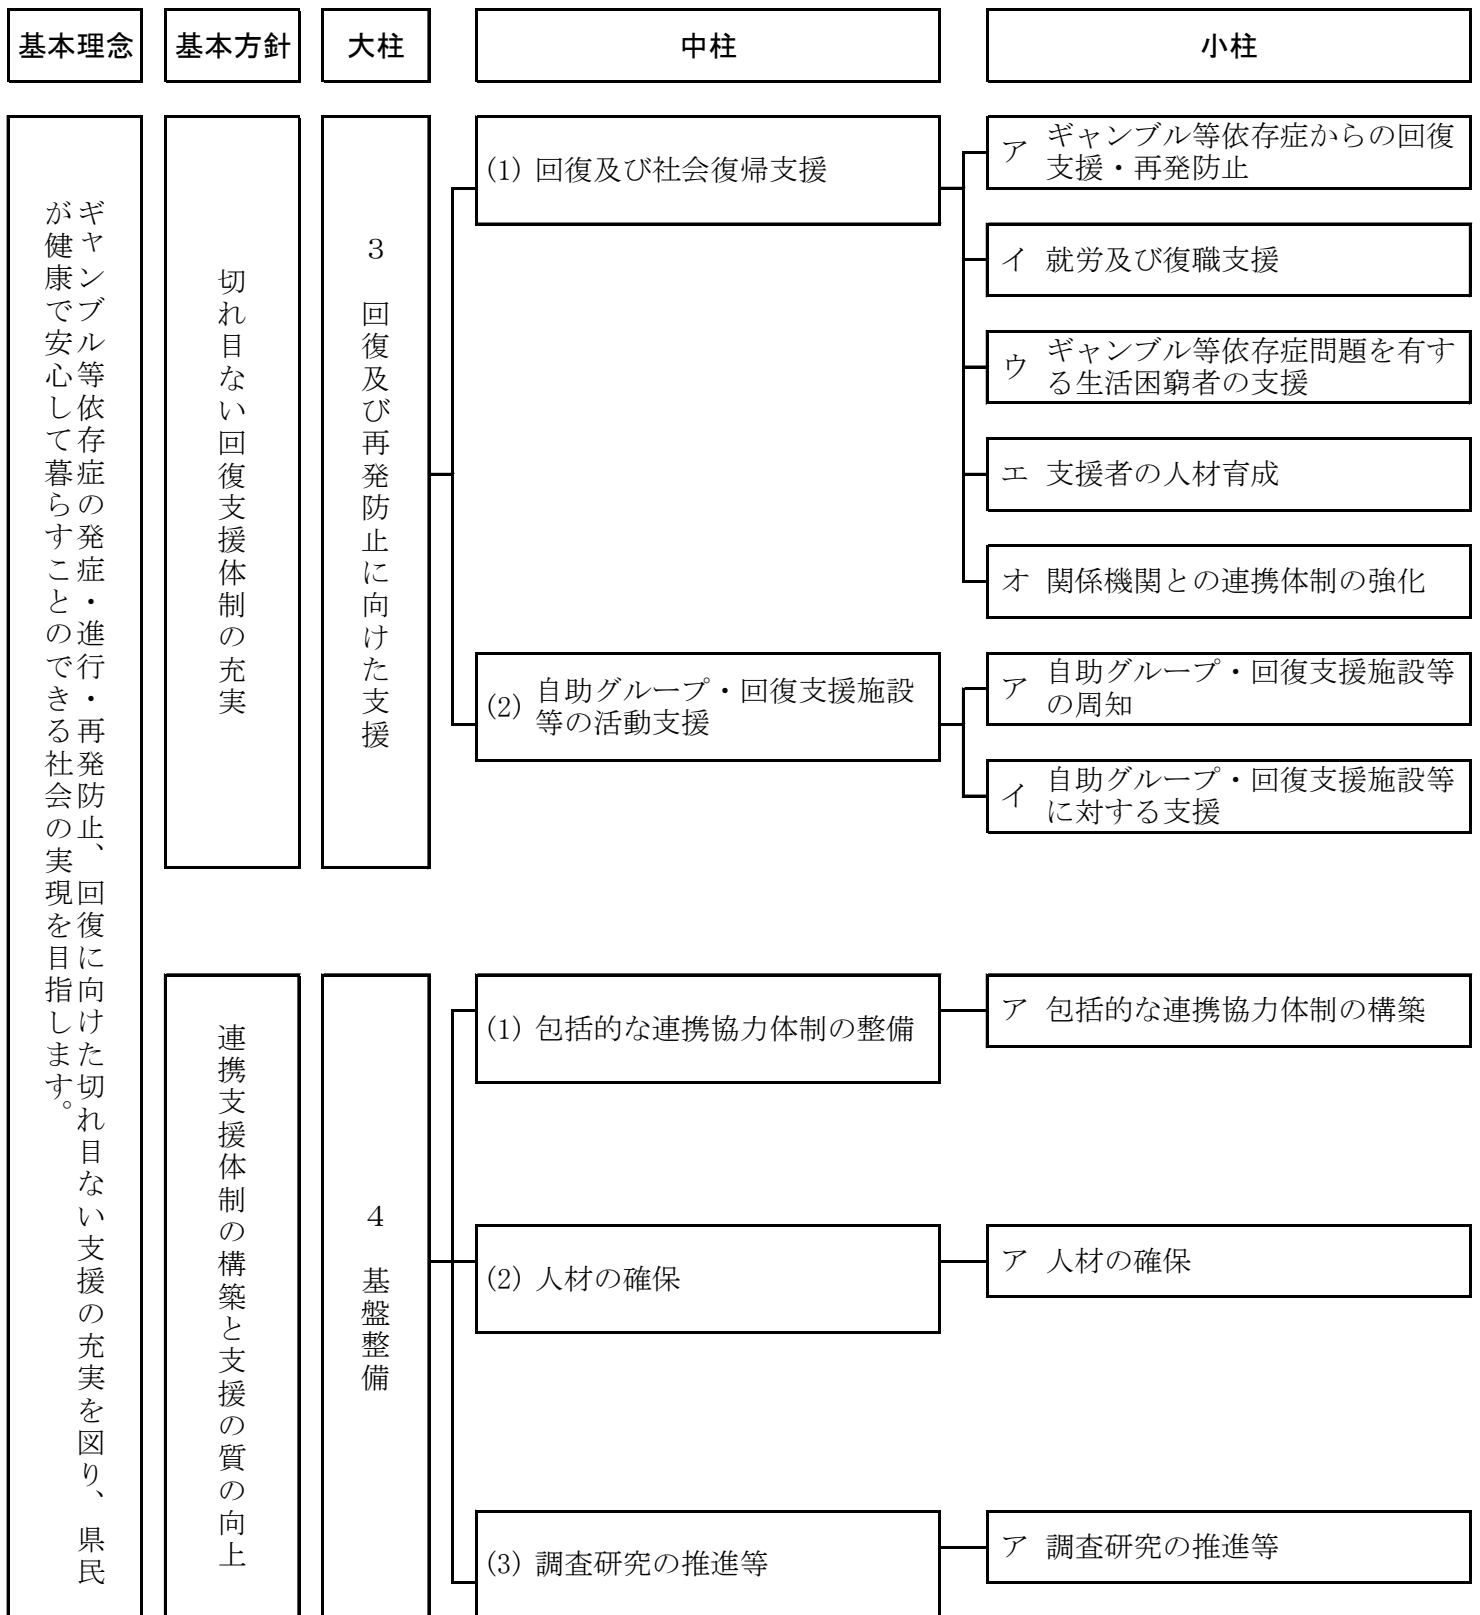 基本理念
基本方針
大柱
中柱
小柱
ギャンブル等依存症の発症・進行・再発防止、回復に向けた切れ目ない支援の充実を図り、県民
が健康で安心して暮らすことのできる社会の実現を目指します。
切れ目ない回復支援体制の充実
3 回復及び再発防止に向けた支援
(1) 回復及び社会復帰支援
ア ギャンブル等依存症からの回復
支援・再発防止
イ 就労及び復職支援
ウ ギャンブル等依存症問題を有す
る生活困窮者の支援
エ 支援者の人材育成
オ 関係機関との連携体制の強化
(2) 自助グループ・回復支援施設
等の活動支援
ア 自助グループ・回復支援施設等
の周知
イ 自助グループ・回復支援施設等
に対する支援
連携支援体制の構築と支援の質の向上
4 基盤整備
(1) 包括的な連携協力体制の整備
ア 包括的な連携協力体制の構築
(2) 人材の確保
ア 人材の確保
(3) 調査研究の推進等
ア 調査研究の推進等